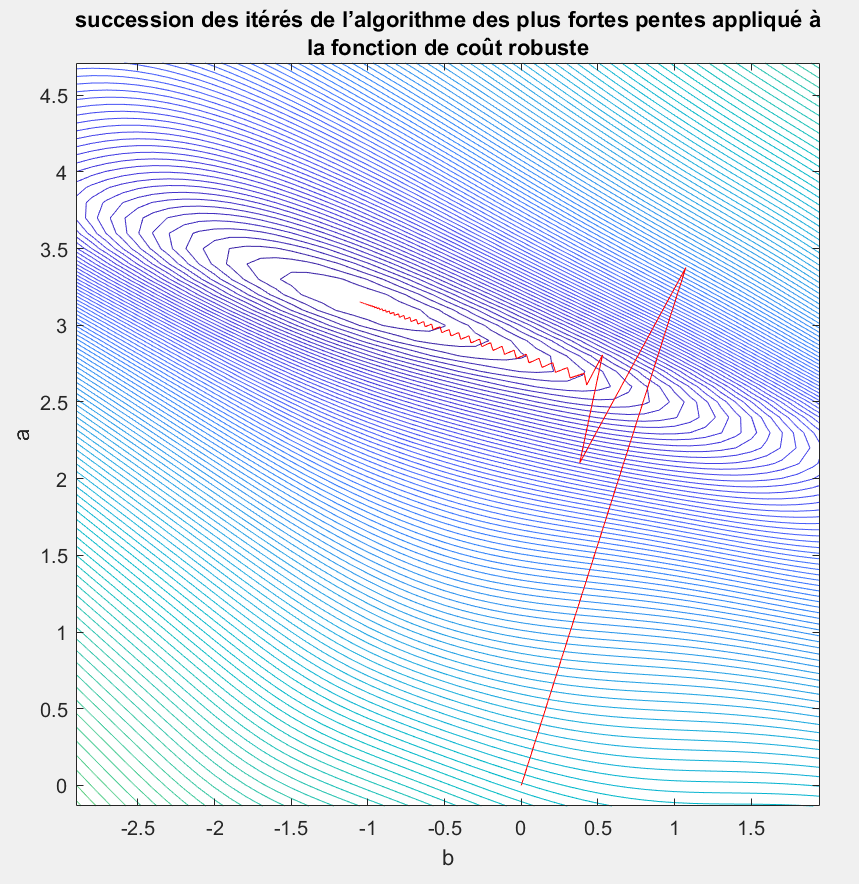 succession des itérés de l’algorithme des plus fortes pentes appliqué à
la fonction de coût robuste
4.5
4
3.5
3
2.5
2
1.5
1
0.5
0
a
-2.5 -2 -1.5 -1 -0.5 0 0.5 1 1.5
b